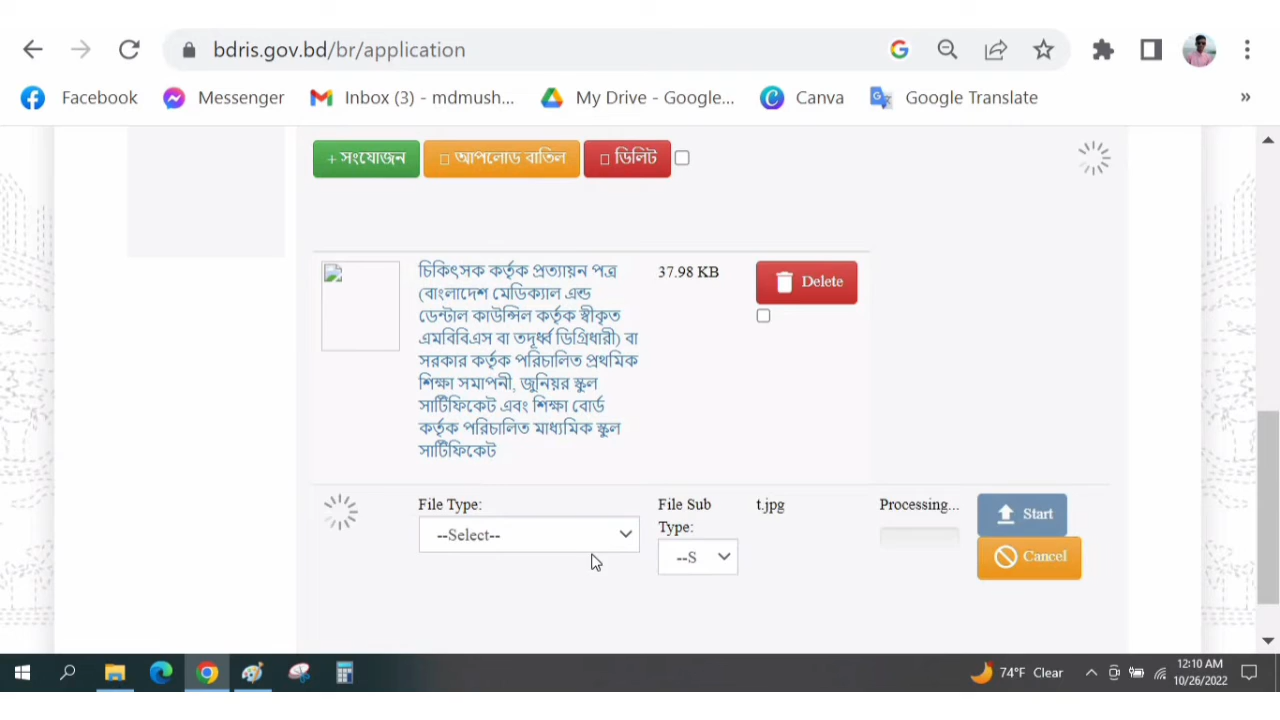 bdris.gov.bd/br/application
Facebook
Messenger
Inbox (3) - mdmush...
My Drive - Google...
Canva
Google Translate
»
+ সংযোজন
আপলোড বাতিল
ডিলিট
চিকিৎসক কর্তৃক প্রত্যায়ন পত্র
(বাংলাদেশ মেডিক্যাল এন্ড
ডেন্টাল কাউন্সিল কর্তৃক স্বীকৃত
এমবিবিএস বা তদূর্ধ্ব ডিগ্রিধারী) বা
সরকার কর্তৃক পরিচালিত প্রথমিক
শিক্ষা সমাপনী, জুনিয়র স্কুল
সার্টিফিকেট এবং শিক্ষা বোর্ড
কর্তৃক পরিচালিত মাধ্যমিক স্কুল
সার্টিফিকেট
37.98 KB
Delete
File Type:
--Select--
File Sub
Type:
--S
t.jpg
Processing...
Start
Cancel
74°F Clear
12:10 AM
10/26/2022